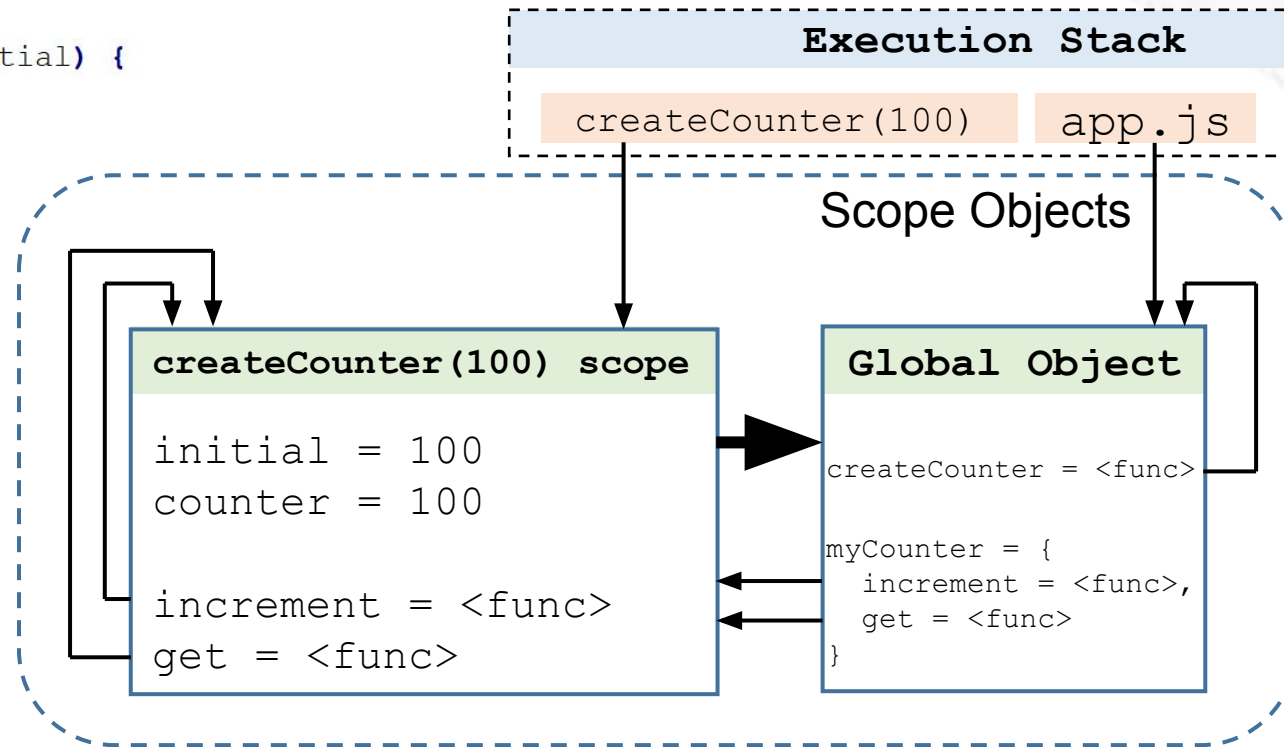 tial) {
Execution Stack
createCounter(100) app.js
Scope Objects
createCounter(100) scope
initial = 100
counter = 100
increment = <func>
get = <func>
Global Object
createCounter = <func>
myCounter = {
increment = <func>,
get = <func>
}